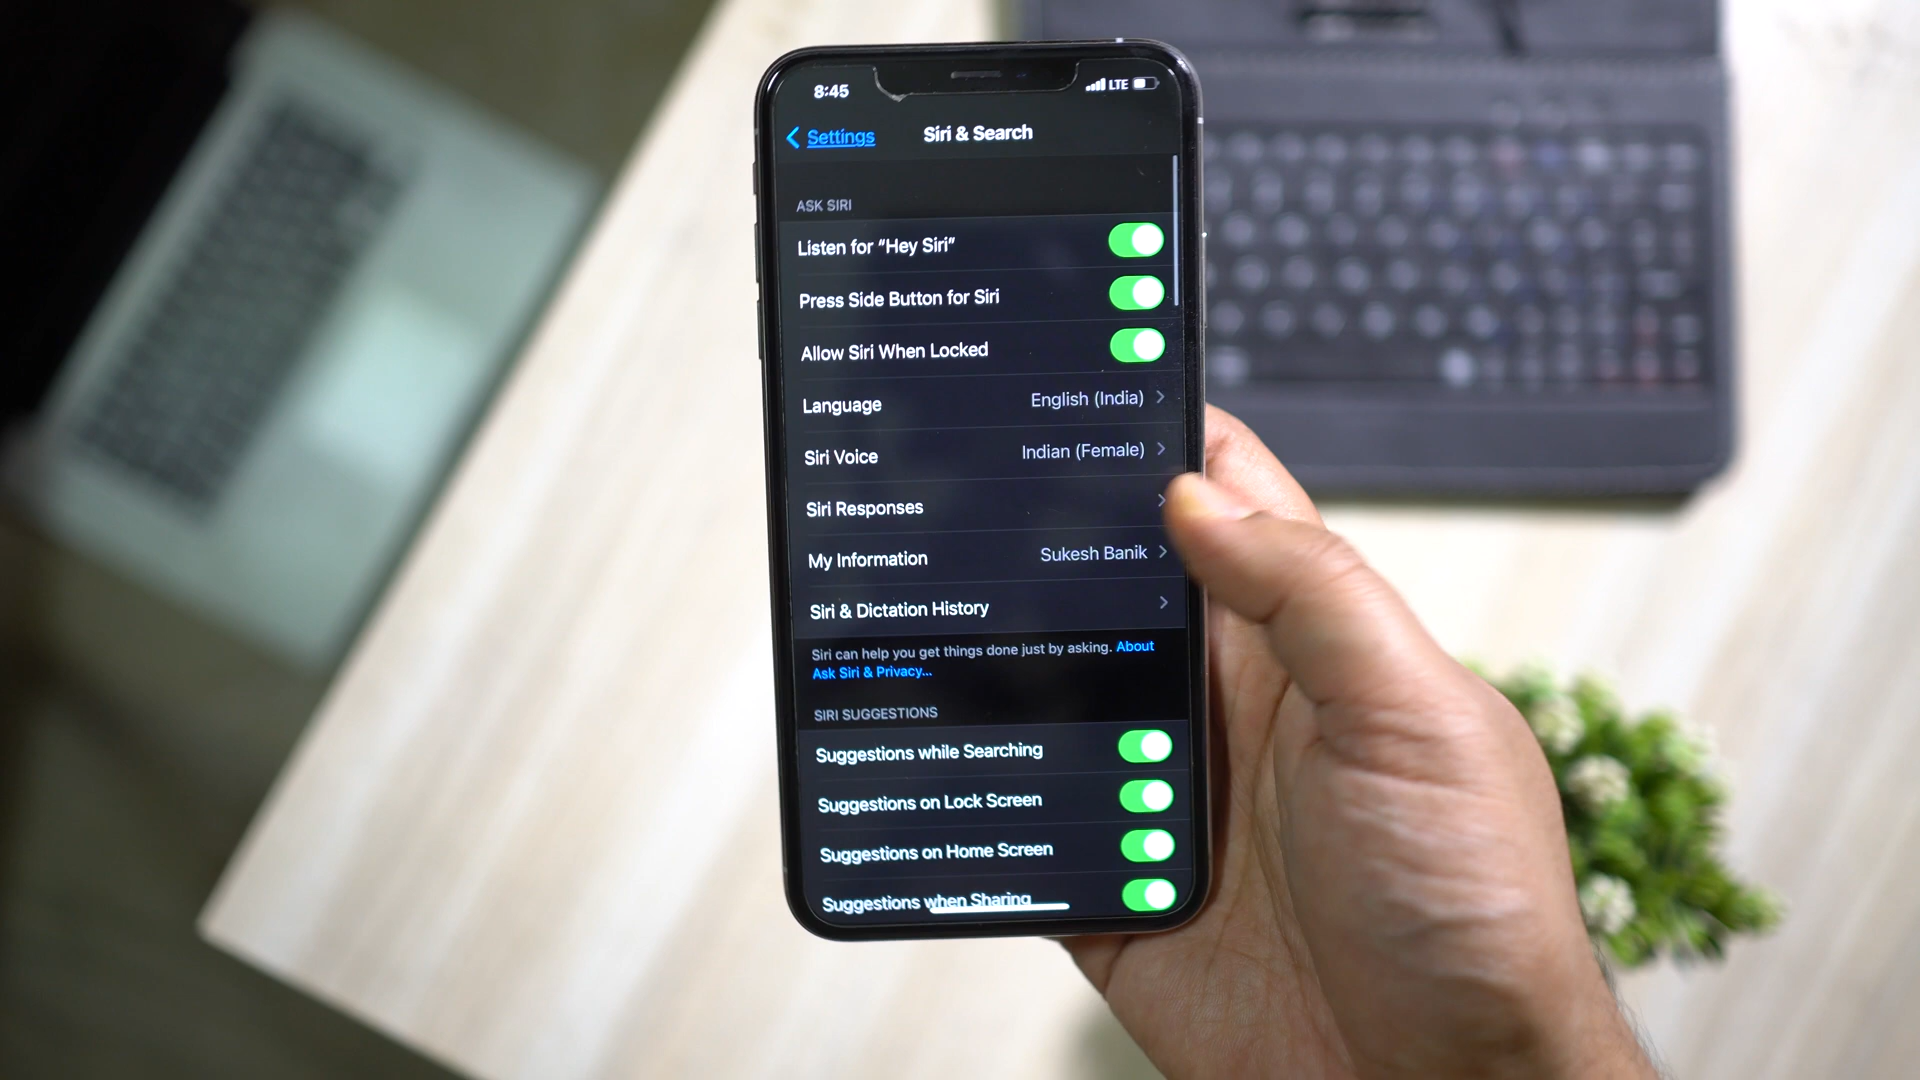 8:45 LTE
Settings Siri & Search
ASK SIRI
Listen for “Hey Siri”
Press Side Button for Siri
Allow Siri When Locked
Language English (India)
Siri Voice Indian (Female)
Siri Responses
My Information Sukesh Banik
Siri & Dictation History
Siri can help you get things done just by asking. About
Ask Siri & Privacy...
SIRI SUGGESTIONS
Suggestions while Searching
Suggestions on Lock Screen
Suggestions on Home Screen
Suggestions when Sharing